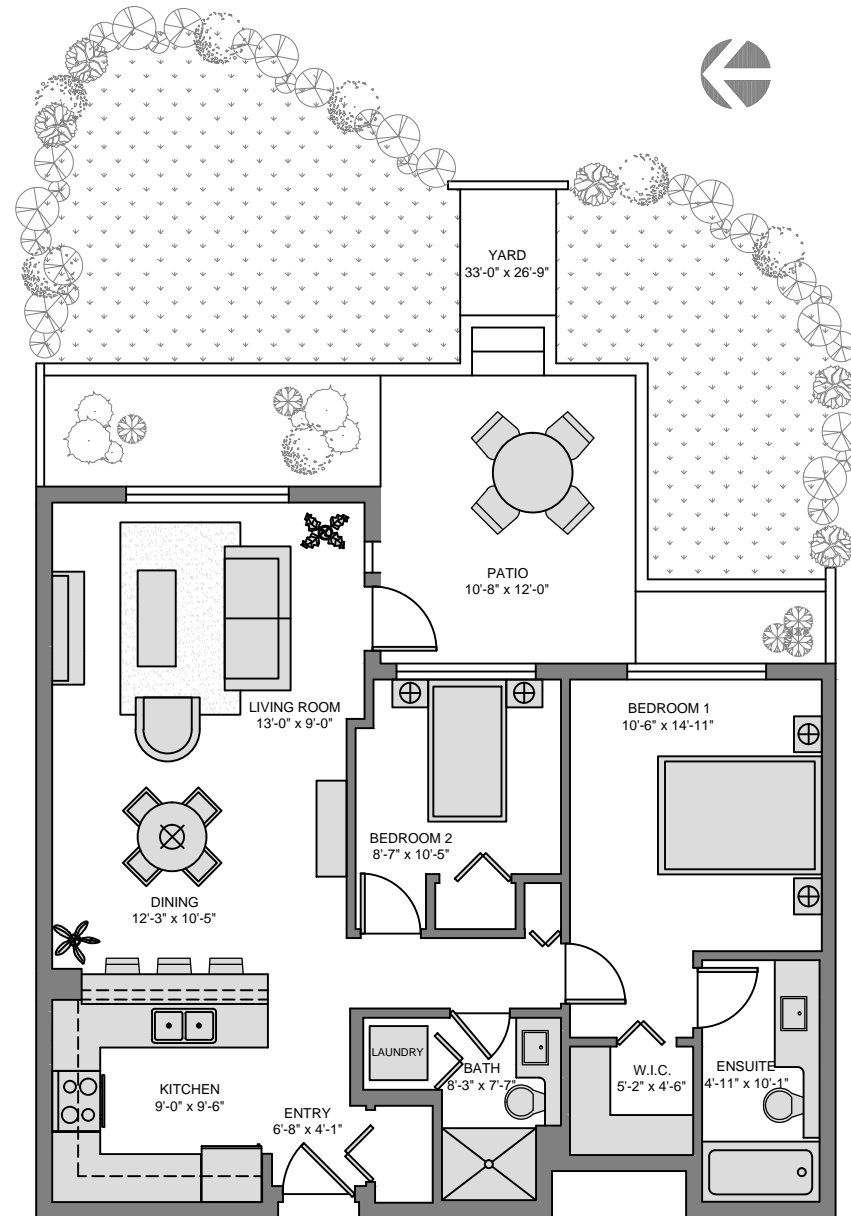 YARD
33'-0" x 26'-9"
PATIO
10'-8" x 12'-0"
LIVING ROOM
13'-0" x 9'-0"
BEDROOM 1
10'-6" x 14'-11"
BEDROOM 2
8'-7" x 10'-5"
DINING
12'-3" x 10'-5"
LAUNDRY
BATH
8'-3" x 7'-7"
W.I.C.
5'-2" x 4'-6"
ENSUITE
4'-11" x 10'-1"
KITCHEN
9'-0" x 9'-6"
ENTRY
6'-8" x 4'-1"